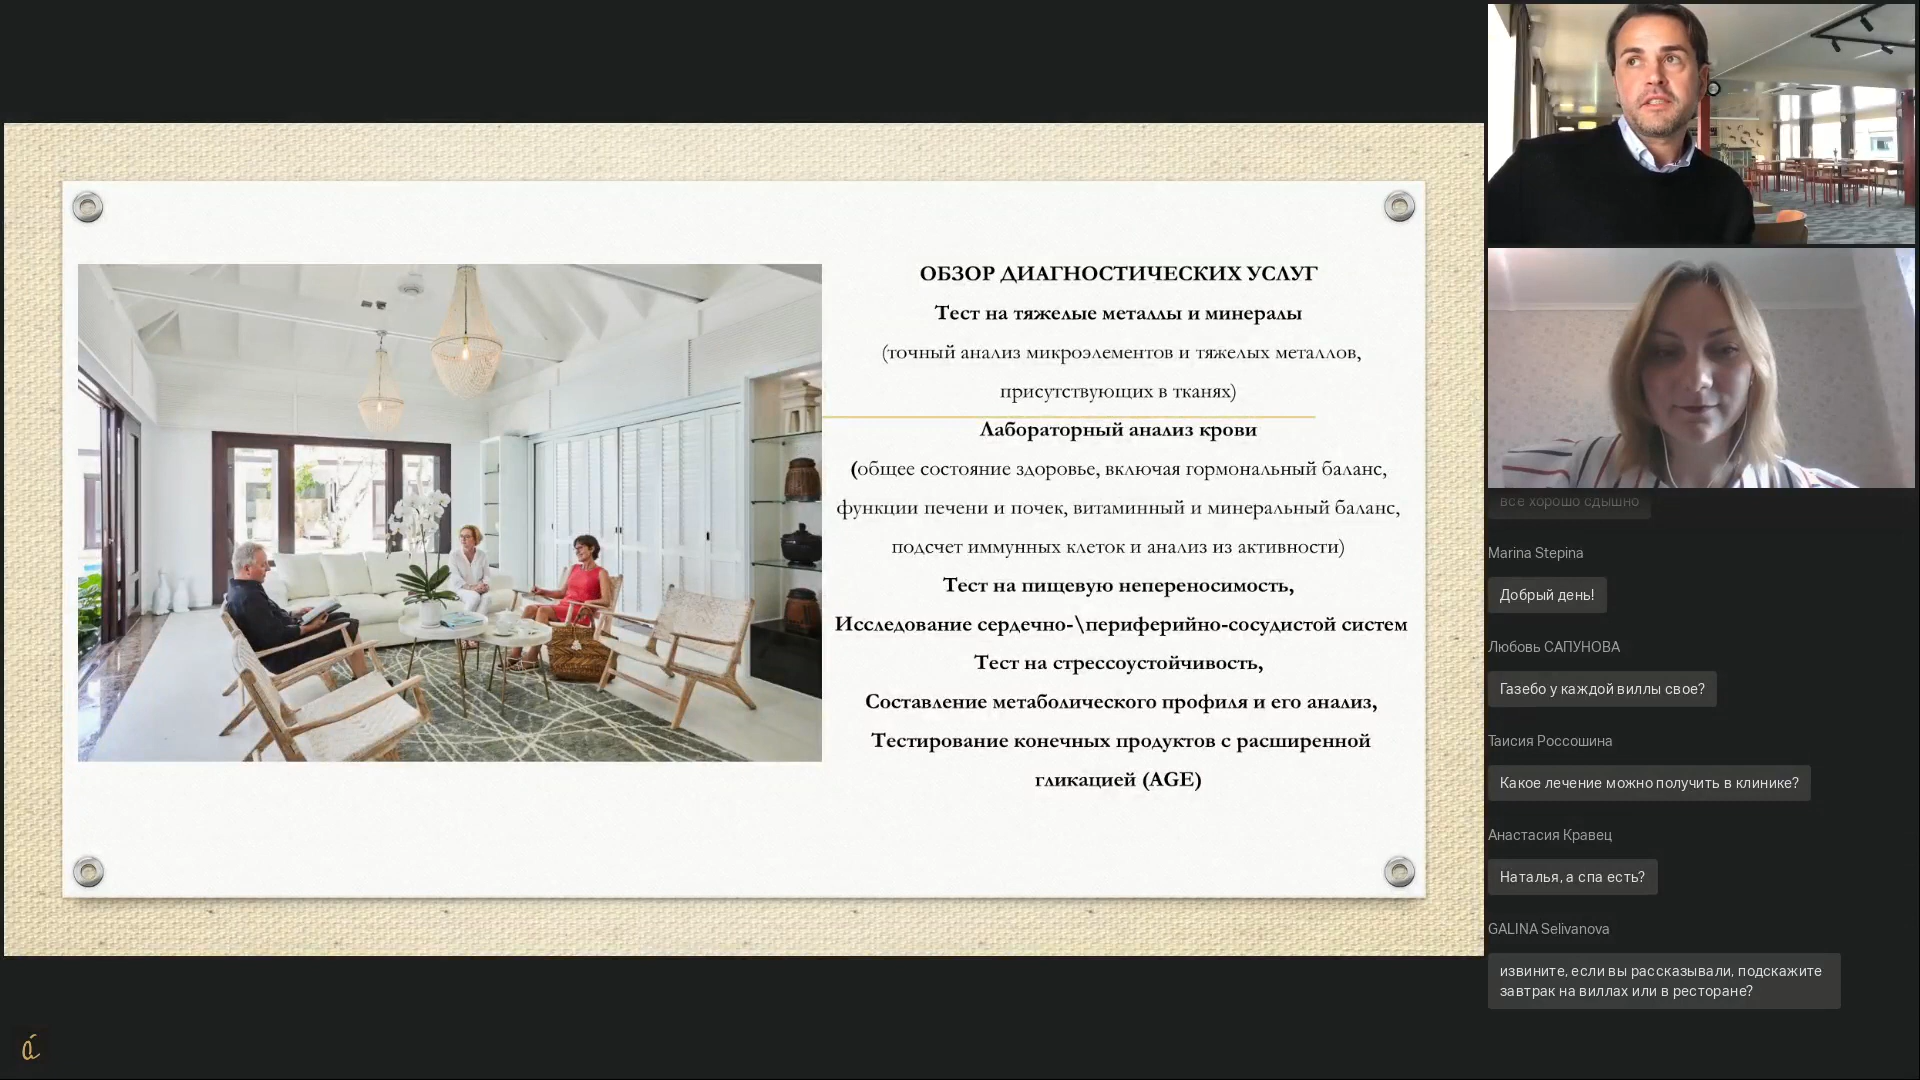 ОБЗОР ДИАГНОСТИЧЕСКИХ УСЛУГ
Тест на тяжелые металлы и минералы
(точный анализ микроэлементов и тяжелых металлов,
присутствующих в тканях)
Лабораторный анализ крови
(общее состояние здоровье, включая гормональный баланс,
функции печени и почек, витаминный и минеральный баланс,
подсчет иммунных клеток и анализ из активности)
Тест на пищевую непереносимость,
Исследование сердечно-\периферийно-сосудистой систем
Тест на стрессоустойчивость,
Составление метаболического профиля и его анализ,
Тестирование конечных продуктов с расширенной
гликацией (AGE)
все хорошо сдышно
Marina Stepina
Добрый день!
Любовь САПУНОВА
Газебо у каждой виллы свое?
Таисия Россошина
Какое лечение можно получить в клинике?
Анастасия Кравец
Наталья, а спа есть?
GALINA Selivanova
извините, если вы рассказывали, подскажите
завтрак на виллах или в ресторане?
á